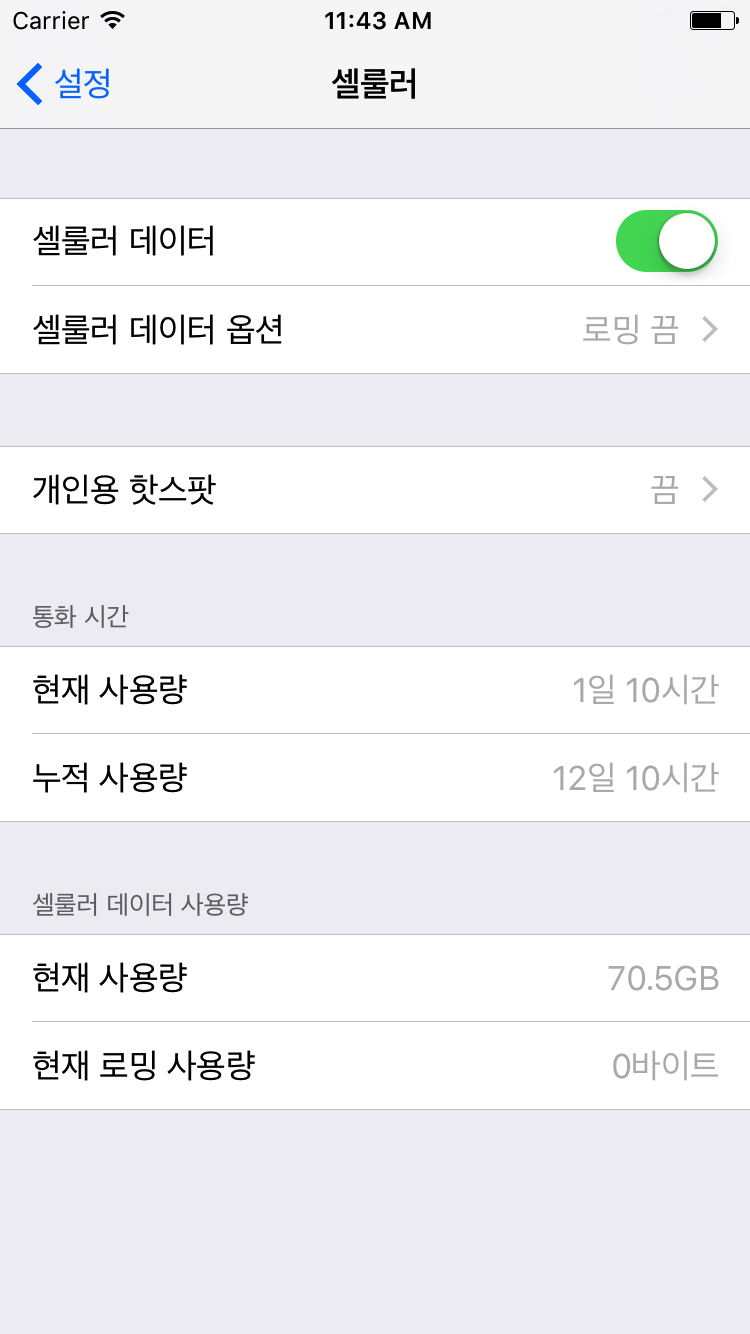 Carrier 11:43 AM
설정 셀룰러
셀룰러 데이터
셀룰러 데이터 옵션 로밍 끔
개인용 핫스팟 끔
통화 시간
현재 사용량 1일 10시간
누적 사용량 12일 10시간
셀룰러 데이터 사용량
현재 사용량 70.5GB
현재 로밍 사용량 0바이트